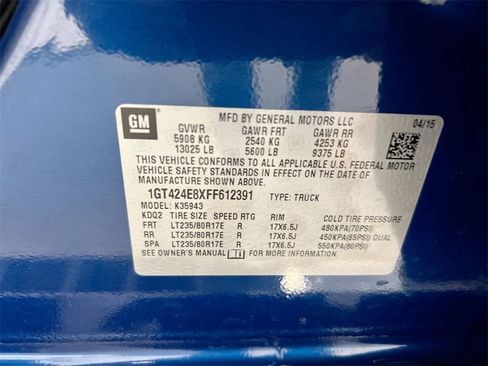 GM
MFD BY GENERAL MOTORS LLC 04/15
GVWR GAWR FRT GAWR RR
5908 KG 2540 KG 4253 KG
13025 LB 5600 LB 9375 LB
THIS VEHICLE CONFORMS TO ALL APPLICABLE U.S. FEDERAL MOTOR
VEHICLE SAFETY STANDARDS IN EFFECT ON THE DATE OF
MANUFACTURE SHOWN ABOVE.
1GT424E8XFF612391 TYPE: TRUCK
MODEL: K35943
KDQ2 TIRE SIZE SPEED RTG RIM COLD TIRE PRESSURE
FRT LT235/80R17E R 17X6.5J 480KPA(70PSI)
RR LT235/80R17E R 17X6.5J 450KPA(65PSI) DUAL
SPA LT235/80R17E R 17X6.5J 550KPA(80PSI)
SEE OWNER'S MANUAL FOR MORE INFORMATION.